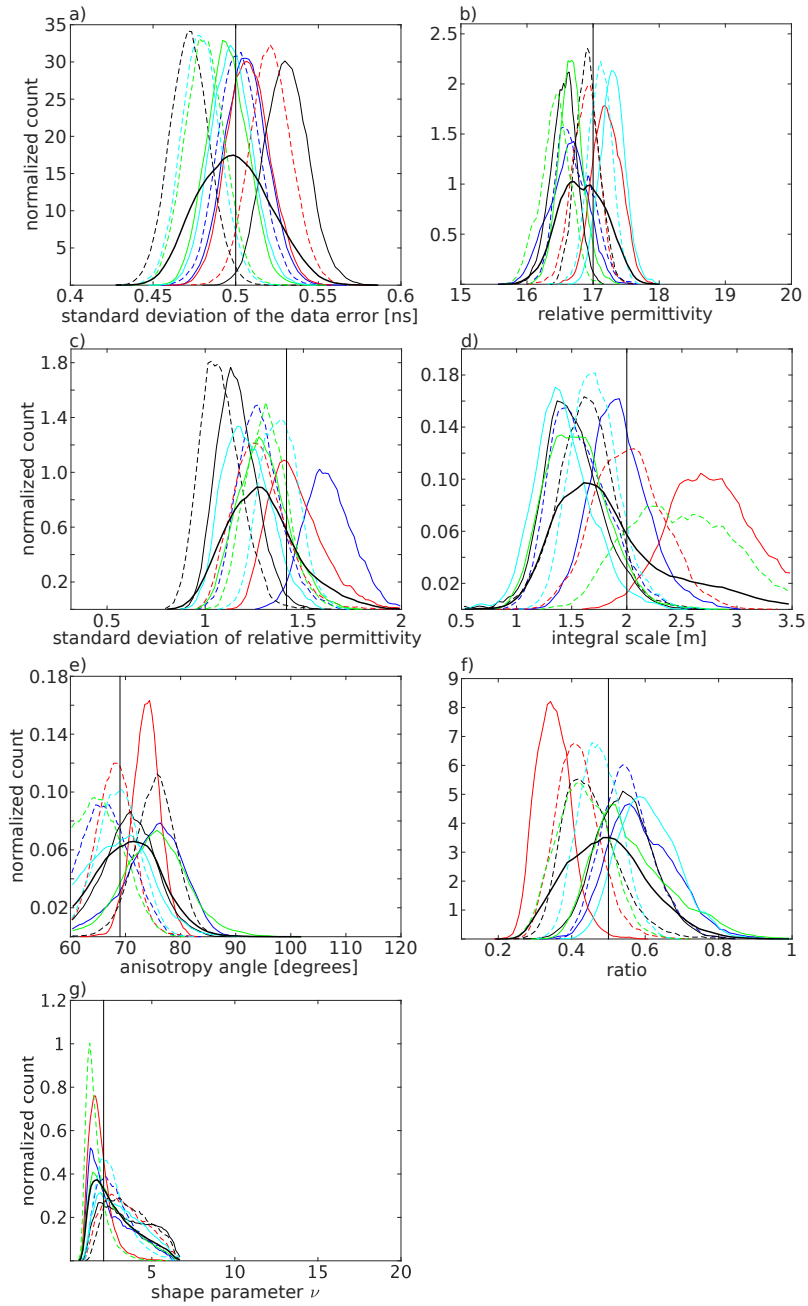 a)
normalized count
35
30
25
20
15
10
5
0
0.4 0.45 0.5 0.55 0.6
standard deviation of the data error [ns]
b)
2.5
2
1.5
1
0.5
15 16 17 18 19 20
relative permittivity
c)
normalized count
1.8
1.4
1.0
0.6
0.2
0.5 1 1.5 2
standard deviation of relative permittivity
d)
0.18
0.14
0.10
0.06
0.02
0.5 1 1.5 2 2.5 3 3.5
integral scale [m]
e)
normalized count
0.18
0.14
0.10
0.06
0.02
60 70 80 90 100 110 120
anisotropy angle [degrees]
f)
9
8
7
6
5
4
3
2
1
0.2 0.4 0.6 0.8 1
ratio
g)
normalized count
1.2
1
0.8
0.6
0.4
0.2
5 10 15 20
shape parameter ν